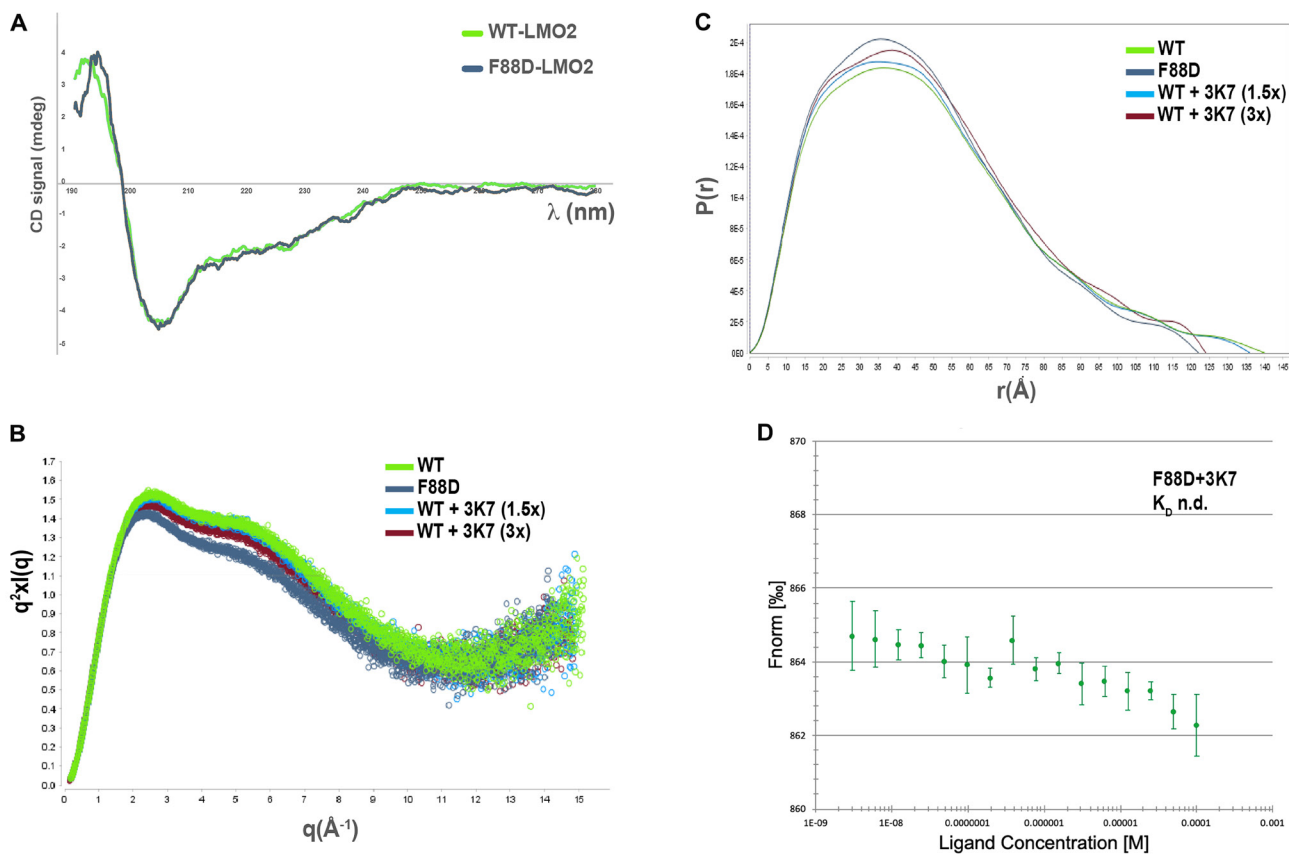 A
WT-LMO2
F88D-LMO2
CD signal (mdeg)
4
3
2
1
0
-1
-2
-3
-4
-5
190 200 210 220 230 240 250 260 270 280
λ (nm)
B
WT
F88D
WT + 3K7 (1.5x)
WT + 3K7 (3x)
q²xI(q)
1.7
1.6
1.5
1.4
1.3
1.2
1.1
1.0
0.9
0.8
0.7
0.6
0.5
0.4
0.3
0.2
0.1
0.0
0 1 2 3 4 5 6 7 8 9 10 11 12 13 14 15
q(Å⁻¹)
C
WT
F88D
WT + 3K7 (1.5x)
WT + 3K7 (3x)
P(r)
2E-4
1.8E-4
1.6E-4
1.4E-4
1.2E-4
1E-4
8E-5
6E-5
4E-5
2E-5
0E0
0 5 10 15 20 25 30 35 40 45 50 55 60 65 70 75 80 85 90 95 100 105 110 115 120 125 130 135 140 145
r(Å)
D
F88D+3K7
K_D n.d.
Fnorm [‰]
870
868
866
864
862
860
1E-09 1E-08 0.0000001 0.000001 0.00001 0.0001 0.001
Ligand Concentration [M]